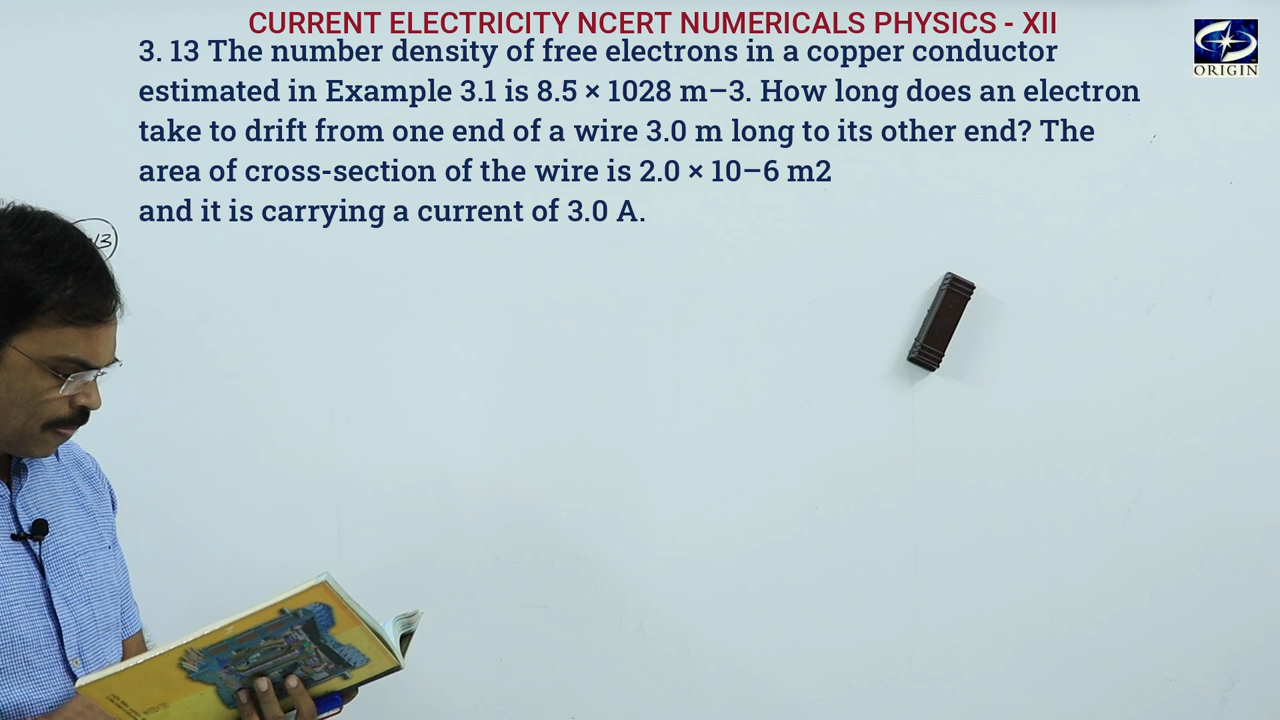 CURRENT ELECTRICITY NCERT NUMERICALS PHYSICS - XII
3. 13 The number density of free electrons in a copper conductor
estimated in Example 3.1 is 8.5 × 1028 m–3. How long does an electron
take to drift from one end of a wire 3.0 m long to its other end? The
area of cross-section of the wire is 2.0 × 10–6 m2
and it is carrying a current of 3.0 A.
ORIGIN
13